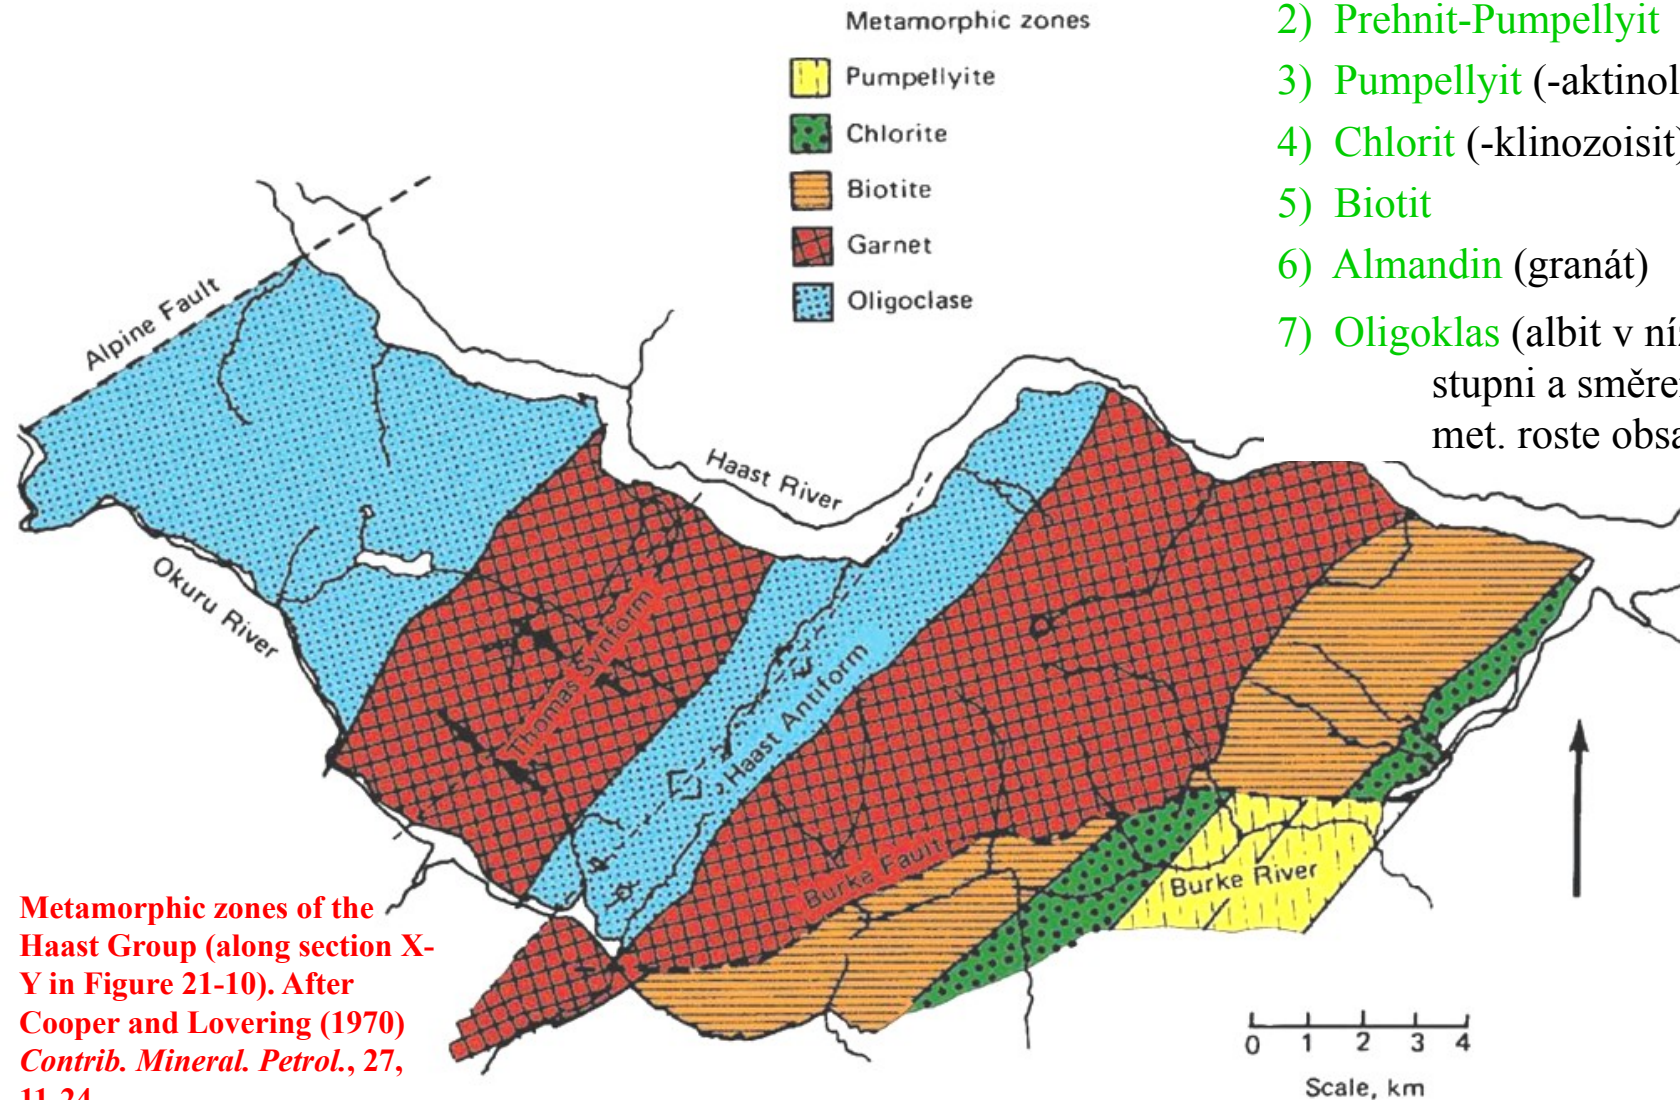 Metamorphic zones
Pumpellyite
Chlorite
Biotite
Garnet
Oligoclase
2) Prehnit-Pumpellyit
3) Pumpellyit (-aktinol
4) Chlorit (-klinozoisit)
5) Biotit
6) Almandin (granát)
7) Oligoklas (albit v
stupni a směre
met. roste obsa
Alpine Fault
Haast River
Okuru River
Thomas Synform
Haast Antiform
Burke Fault
Burke River
Metamorphic zones of the
Haast Group (along section X-
Y in Figure 21-10). After
Cooper and Lovering (1970)
Contrib. Mineral. Petrol., 27,
11-24
0 1 2 3 4
Scale, km